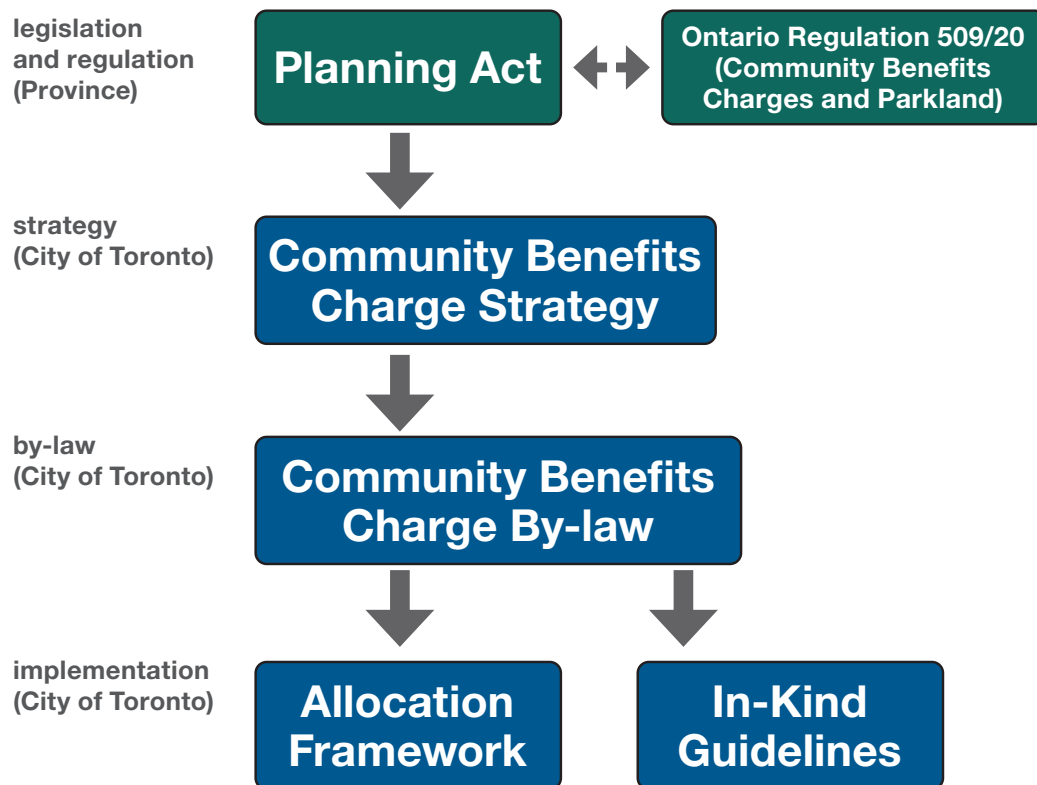 legislation
and regulation
(Province)
Planning Act
Ontario Regulation 509/20
(Community Benefits
Charges and Parkland)
strategy
(City of Toronto)
Community Benefits
Charge Strategy
by-law
(City of Toronto)
Community Benefits
Charge By-law
implementation
(City of Toronto)
Allocation
Framework
In-Kind
Guidelines